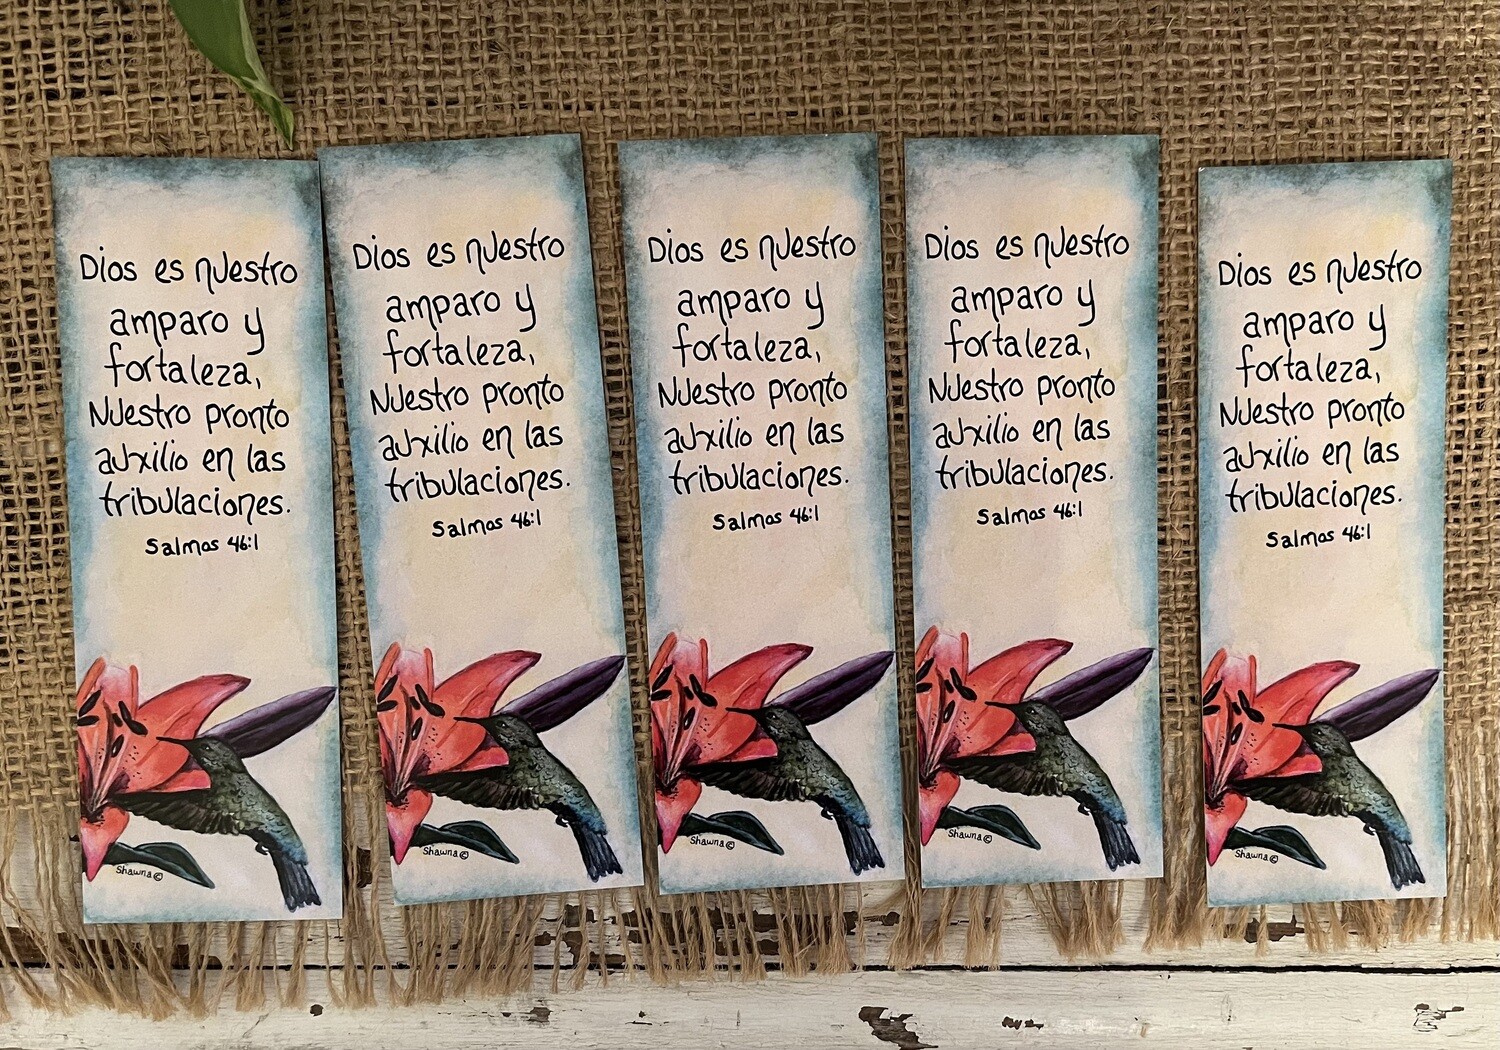 Dios es nuestro
amparo y
fortaleza,
Nuestro pronto
auxilio en las
tribulaciones.
Salmos 46:1
Shawna ©
Dios es nuestro
amparo y
fortaleza,
Nuestro pronto
auxilio en las
tribulaciones.
Salmos 46:1
Shawna ©
Dios es nuestro
amparo y
fortaleza,
Nuestro pronto
auxilio en las
tribulaciones.
Salmos 46:1
Shawna ©
Dios es nuestro
amparo y
fortaleza,
Nuestro pronto
auxilio en las
tribulaciones.
Salmos 46:1
Shawna ©
Dios es nuestro
amparo y
fortaleza,
Nuestro pronto
auxilio en las
tribulaciones.
Salmos 46:1
Shawna ©